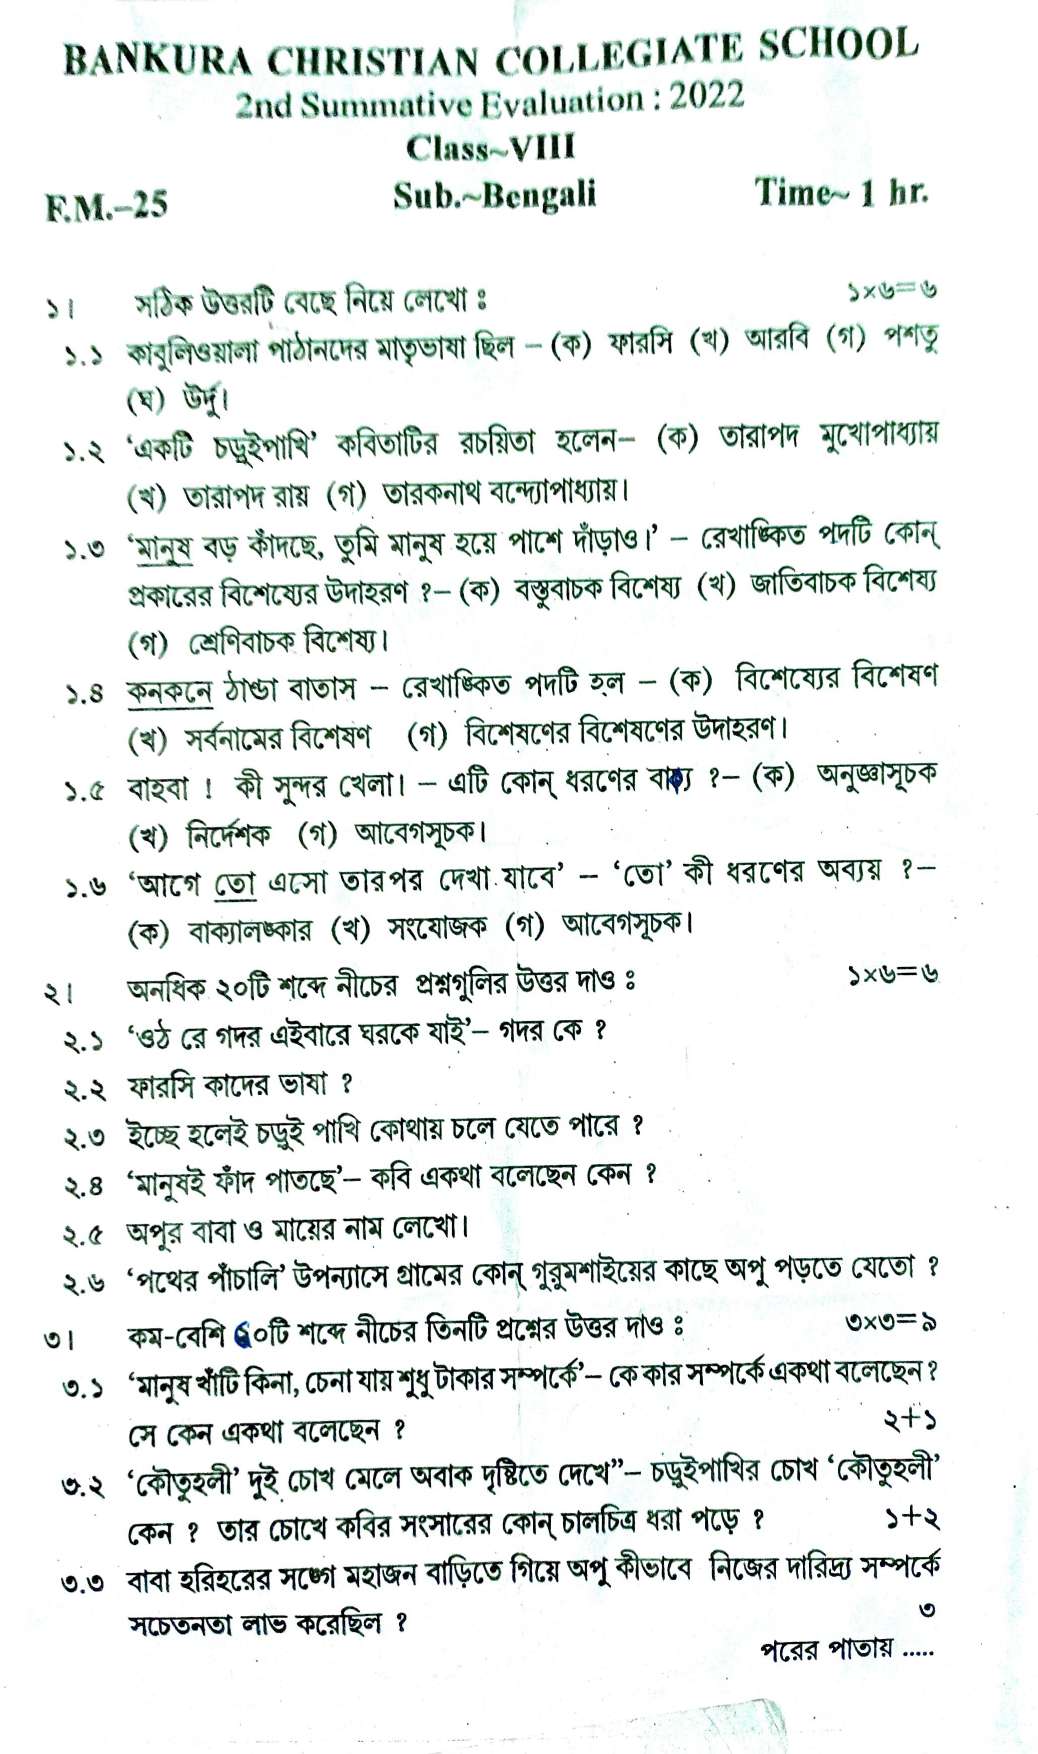 BANKURA CHRISTIAN COLLEGIATE SCHOOL
2nd Summative Evaluation : 2022
Class~VIII
F.M.–25 Sub.~Bengali Time~ 1 hr.
১। সঠিক উত্তরটি বেছে নিয়ে লেখো ঃ ১×৬=৬
১.১ কাবুলিওয়ালা পাঠানদের মাতৃভাষা ছিল – (ক) ফারসি (খ) আরবি (গ) পশতু
(ঘ) উর্দু।
১.২ ‘একটি চড়ুইপাখি’ কবিতাটির রচয়িতা হলেন– (ক) তারাপদ মুখোপাধ্যায়
(খ) তারাপদ রায় (গ) তারকনাথ বন্দ্যোপাধ্যায়।
১.৩ ‘মানুষ বড় কাঁদছে, তুমি মানুষ হয়ে পাশে দাঁড়াও।’ – রেখাঙ্কিত পদটি কোন্
প্রকারের বিশেষ্যের উদাহরণ ?– (ক) বস্তুবাচক বিশেষ্য (খ) জাতিবাচক বিশেষ্য
(গ) শ্রেণিবাচক বিশেষ্য।
১.৪ কনকনে ঠাণ্ডা বাতাস – রেখাঙ্কিত পদটি হল – (ক) বিশেষ্যের বিশেষণ
(খ) সর্বনামের বিশেষণ (গ) বিশেষণের বিশেষণের উদাহরণ।
১.৫ বাহবা ! কী সুন্দর খেলা। – এটি কোন্ ধরণের বাক্য ?– (ক) অনুজ্ঞাসূচক
(খ) নির্দেশক (গ) আবেগসূচক।
১.৬ ‘আগে তো এসো তারপর দেখা যাবে’ – ‘তো’ কী ধরণের অব্যয় ?–
(ক) বাক্যালঙ্কার (খ) সংযোজক (গ) আবেগসূচক।
২। অনধিক ২০টি শব্দে নীচের প্রশ্নগুলির উত্তর দাও ঃ ১×৬=৬
২.১ ‘ওঠ রে গদর এইবারে ঘরকে যাই’– গদর কে ?
২.২ ফারসি কাদের ভাষা ?
২.৩ ইচ্ছে হলেই চড়ুই পাখি কোথায় চলে যেতে পারে ?
২.৪ ‘মানুষই ফাঁদ পাতছে’– কবি একথা বলেছেন কেন ?
২.৫ অপুর বাবা ও মায়ের নাম লেখো।
২.৬ ‘পথের পাঁচালি’ উপন্যাসে গ্রামের কোন্ গুরুমশাইয়ের কাছে অপু পড়তে যেতো ?
৩। কম-বেশি ৬০টি শব্দে নীচের তিনটি প্রশ্নের উত্তর দাও ঃ ৩×৩=৯
৩.১ ‘মানুষ খাঁটি কিনা, চেনা যায় শুধু টাকার সম্পর্কে’– কে কার সম্পর্কে একথা বলেছেন ?
সে কেন একথা বলেছেন ? ২+১
৩.২ ‘কৌতুহলী’ দুই চোখ মেলে অবাক দৃষ্টিতে দেখে”– চড়ুইপাখির চোখ ‘কৌতুহলী’
কেন ? তার চোখে কবির সংসারের কোন্ চালচিত্র ধরা পড়ে ? ১+২
৩.৩ বাবা হরিহরের সঙ্গে মহাজন বাড়িতে গিয়ে অপু কীভাবে নিজের দারিদ্র্য সম্পর্কে
সচেতনতা লাভ করেছিল ? ৩
পরের পাতায় .....